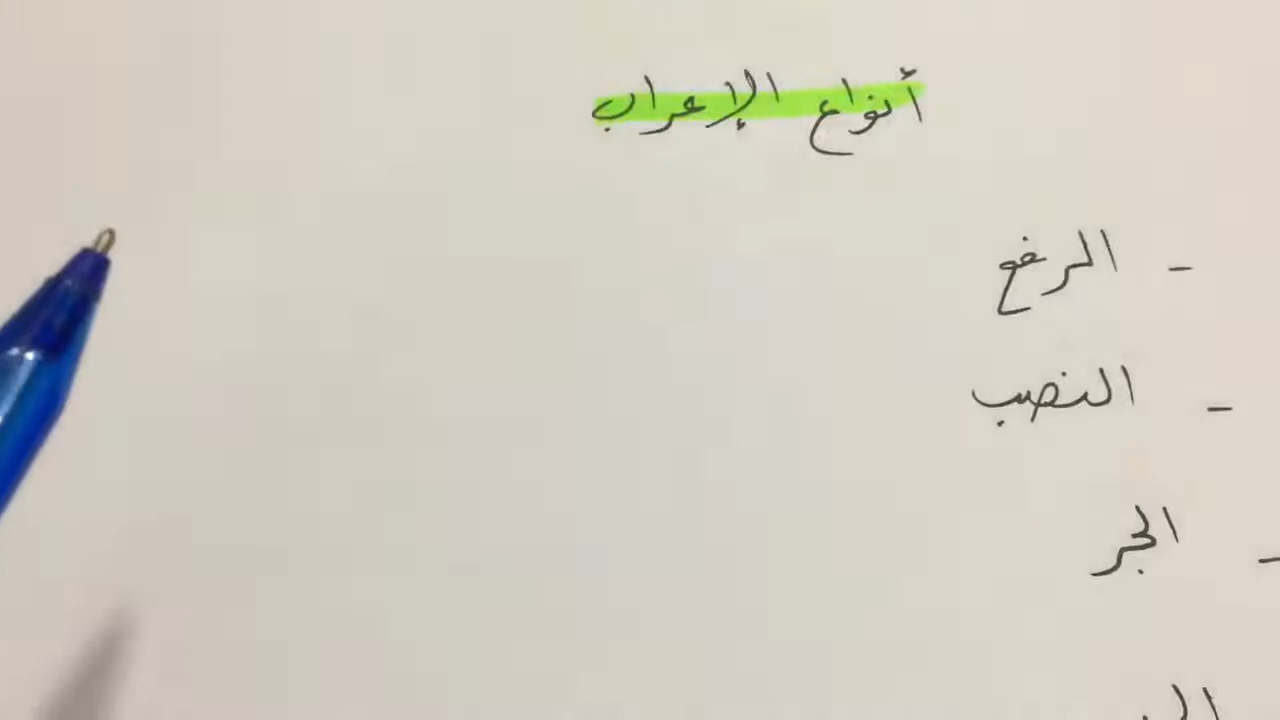 أنواع الإعراب
- الرفع
- النصب
- الجر